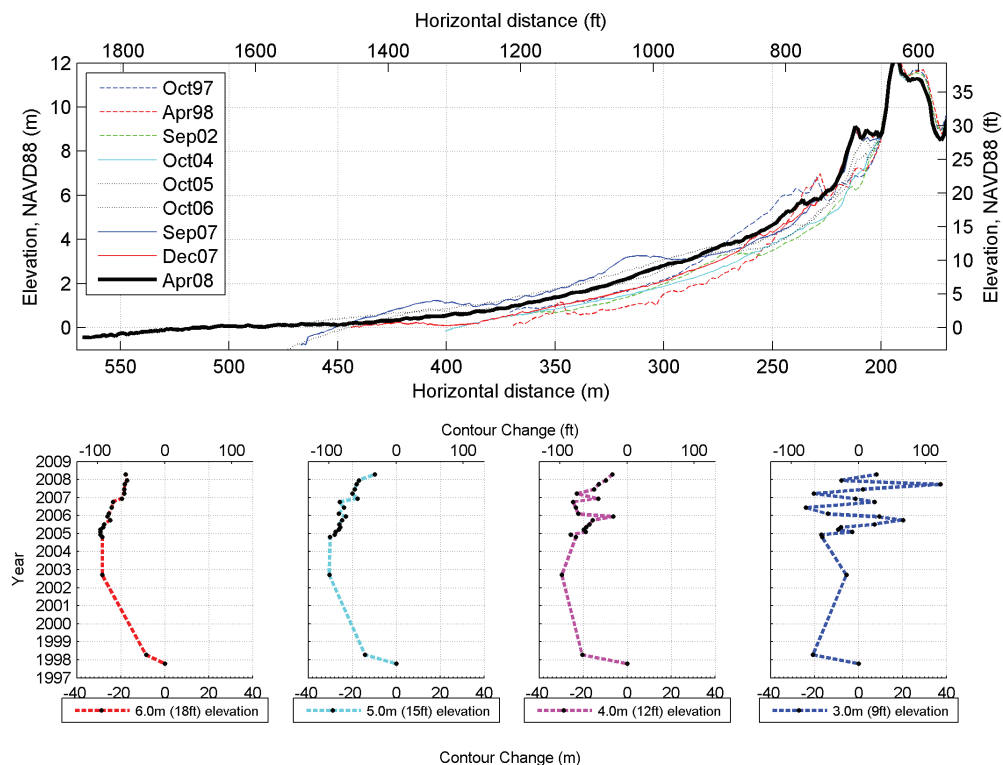 Horizontal distance (ft)
1800 1600 1400 1200 1000 800 600
12
10
8
6
4
2
0
Elevation, NAVD88 (m)
Oct97
Apr98
Sep02
Oct04
Oct05
Oct06
Sep07
Dec07
Apr08
35
30
25
20
15
10
5
0
Elevation, NAVD88 (ft)
550 500 450 400 350 300 250 200
Horizontal distance (m)
Contour Change (ft)
-100 0 100 -100 0 100 -100 0 100 -100 0 100
2009
2008
2007
2006
2005
2003
2002
2001
2000
1999
1998
1997
Year
-40 -20 0 20 40 -40 -20 0 20 40 -40 -20 0 20 40 -40 -20 0 20 40
6.0m (18ft) elevation 5.0m (15ft) elevation 4.0m (12ft) elevation 3.0m (9ft) elevation
Contour Change (m)